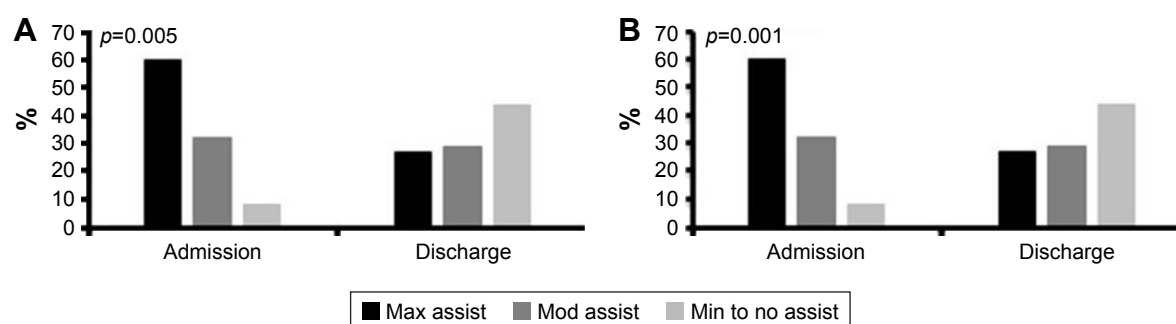 A
p=0.005
%
70
60
50
40
30
20
10
0
Admission Discharge
B
p=0.001
%
70
60
50
40
30
20
10
0
Admission Discharge
Max assist Mod assist Min to no assist